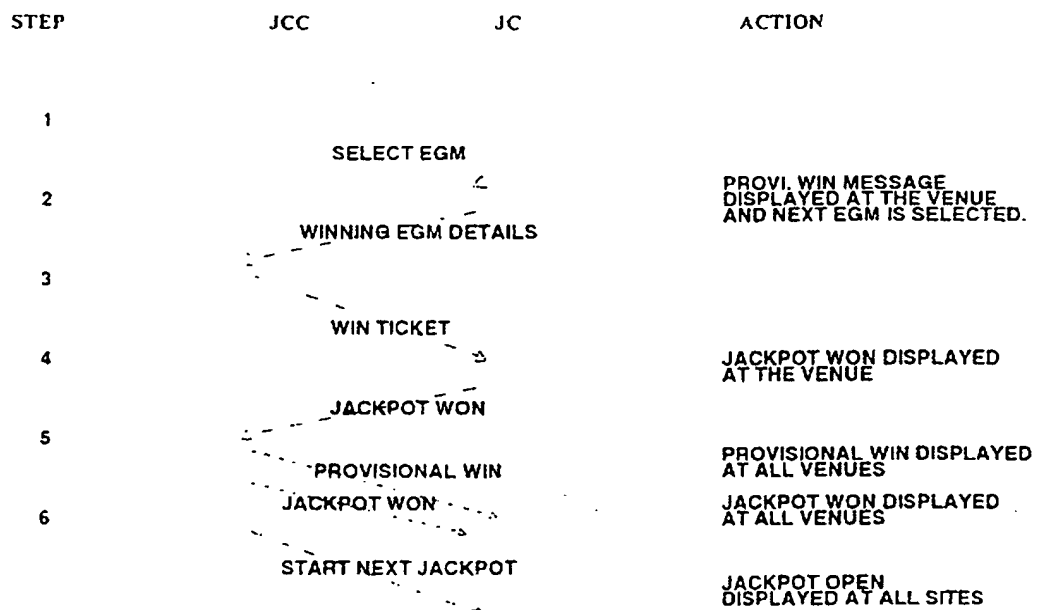 STEP JCC JC ACTION
1
SELECT EGM
2
PROVI. WIN MESSAGE
DISPLAYED AT THE VENUE
AND NEXT EGM IS SELECTED.
WINNING EGM DETAILS
3
WIN TICKET
4
JACKPOT WON DISPLAYED
AT THE VENUE
JACKPOT WON
5
PROVISIONAL WIN DISPLAYED
AT ALL VENUES
PROVISIONAL WIN
JACKPOT WON
JACKPOT WON DISPLAYED
AT ALL VENUES
6
START NEXT JACKPOT
JACKPOT OPEN
DISPLAYED AT ALL SITES